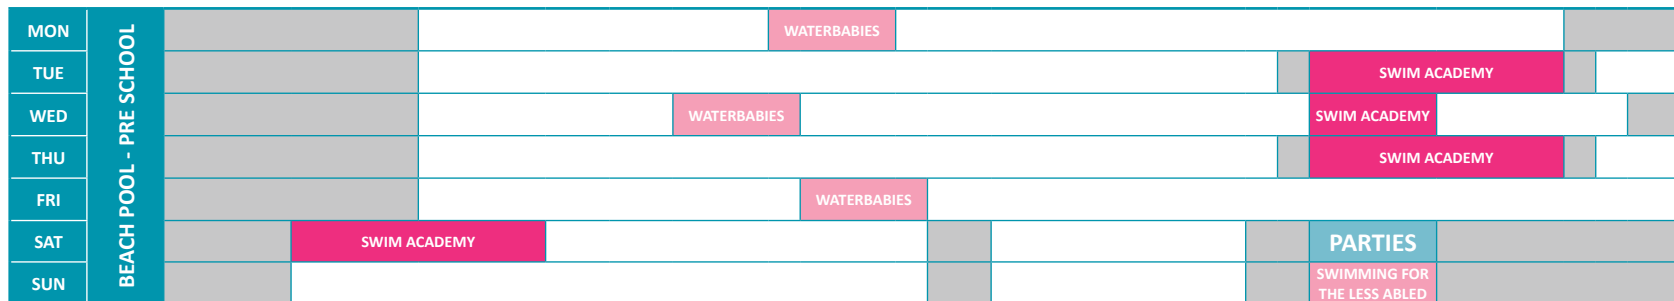 MON
WATERBABIES
TUE
SWIM ACADEMY
WED
WATERBABIES
SWIM ACADEMY
THU
SWIM ACADEMY
FRI
WATERBABIES
SAT
SWIM ACADEMY
PARTIES
SUN
SWIMMING FOR
THE LESS ABLED
BEACH POOL - PRE SCHOOL